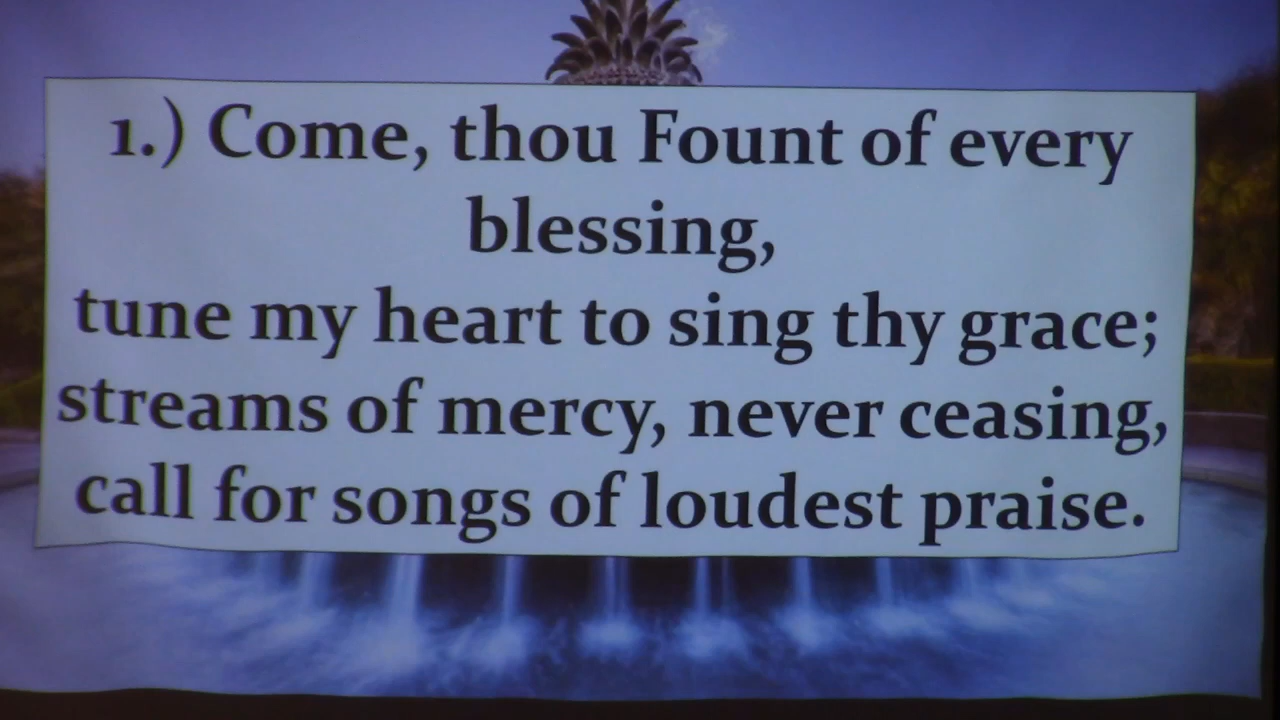 1.) Come, thou Fount of every
blessing,
tune my heart to sing thy grace;
streams of mercy, never ceasing,
call for songs of loudest praise.